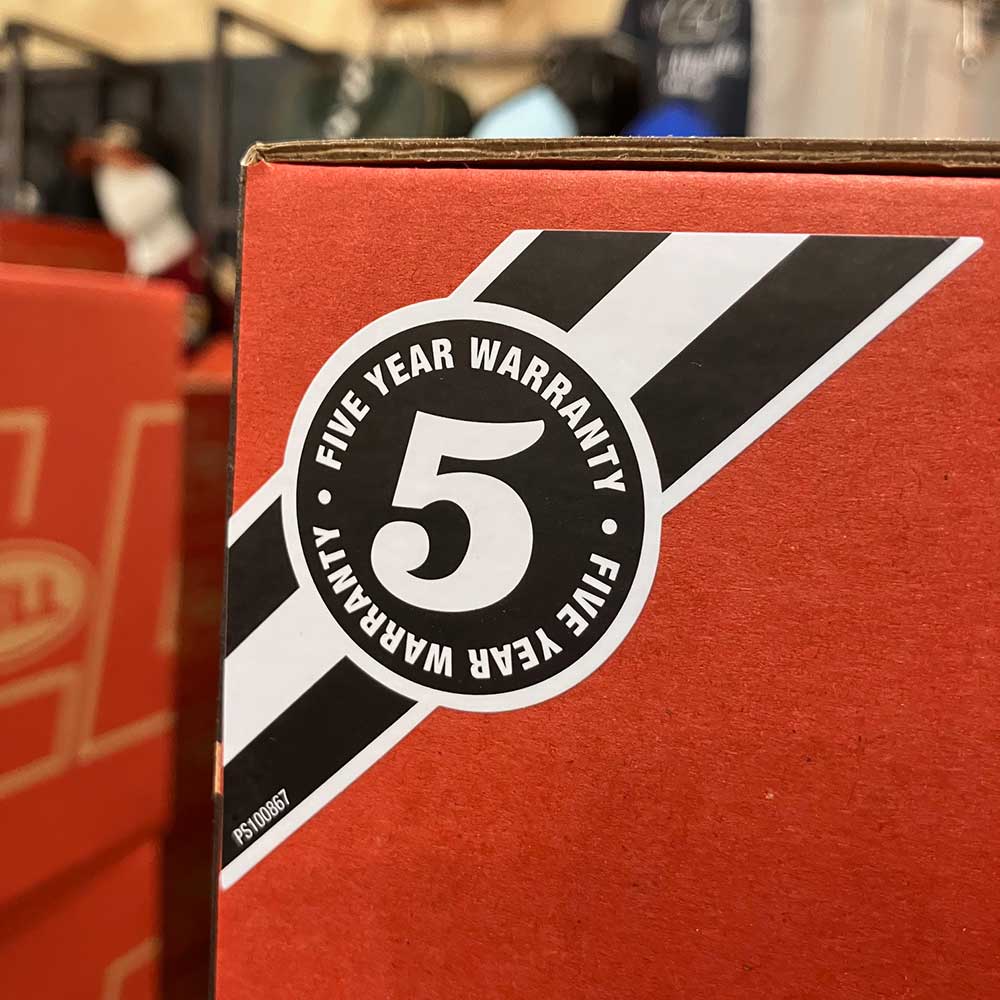 FIVE YEAR WARRANTY •
FIVE YEAR WARRANTY •
5
PS100867